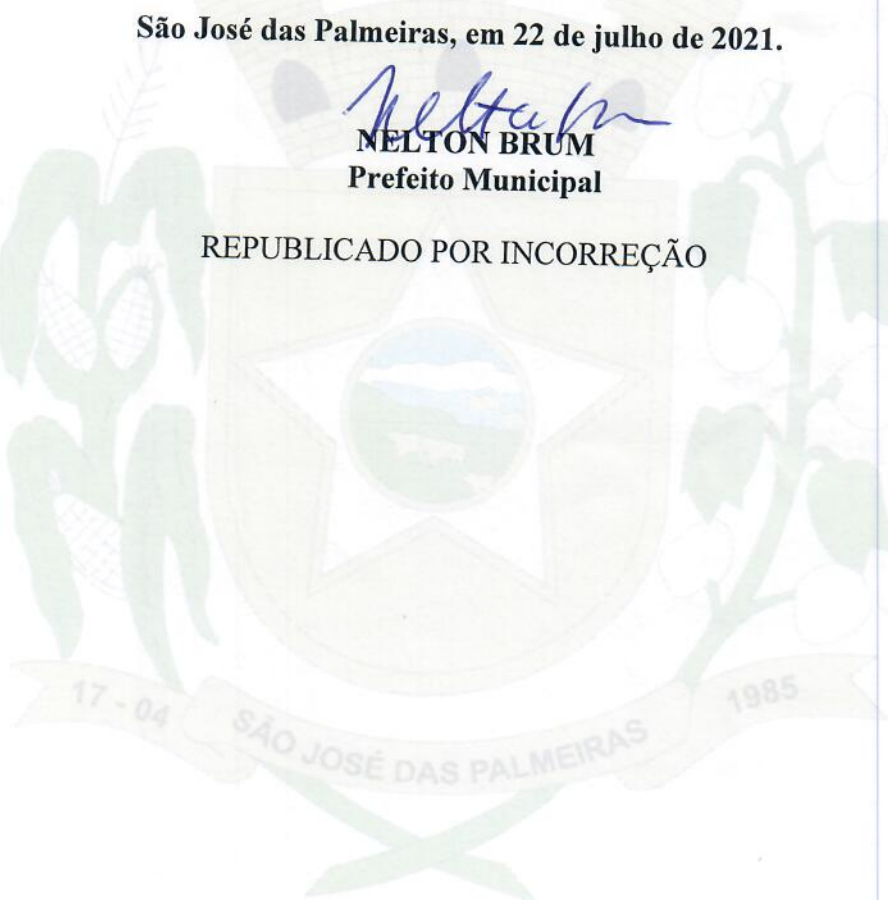 São José das Palmeiras, em 22 de julho de 2021.
NELTON BRUM
Prefeito Municipal
REPUBLICADO POR INCORREÇÃO
17 - 04
SÃO JOSÉ DAS PALMEIRAS
1985